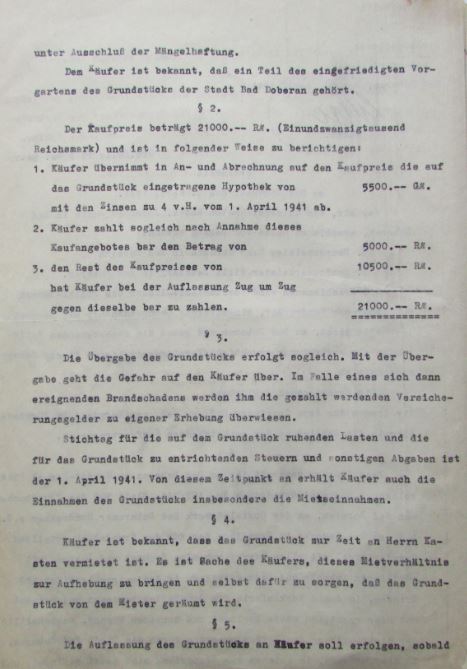 unter Ausschluß der Mängelhaftung.
Dem Käufer ist bekannt, daß ein Teil des eingefriedigten Vor-
gartens des Grundstücks der Stadt Bad Doberan gehört.
§ 2.
Der Kaufpreis beträgt 21000.-- RM. (Einundzwanzigtausend
Reichsmark) und ist in folgender Weise zu berichtigen:
1. Käufer übernimmt in An- und Abrechnung auf den Kaufpreis die auf
das Grundstück eingetragene Hypothek von 5500.-- GM.
mit den Zinsen zu 4 v.H. vom 1. April 1941 ab.
2. Käufer zahlt sogleich nach Annahme dieses
Kaufangebotes bar den Betrag von 5000.-- RM.
3. den Rest des Kaufpreises von 10500.-- RM.
hat Käufer bei der Auflassung Zug um Zug
gegen dieselbe bar zu zahlen. 21000.-- RM.
§ 3.
Die Übergabe des Grundstücks erfolgt sogleich. Mit der Über-
gabe geht die Gefahr auf den Käufer über. Im Falle eines sich dann
ereignenden Brandschadens werden ihm die gezahlt werdenden Versiche-
rungsgelder zu eigener Erhebung überwiesen.
Stichtag für die auf dem Grundstück ruhenden Lasten und die
für das Grundstück zu entrichtenden Steuern und sonstigen Abgaben ist
der 1. April 1941. Von diesem Zeitpunkt an erhält Käufer auch die
Einnahmen des Grundstücks insbesondere die Mietseinnahmen.
§ 4.
Käufer ist bekannt, dass das Grundstück zur Zeit an Herrn Ka-
sten vermietet ist. Es ist Sache des Käufers, dieses Mietverhältnis
zur Aufhebung zu bringen und selbst dafür zu sorgen, daß das Grund-
stück von dem Mieter geräumt wird.
§ 5.
Die Auflassung des Grundstücks an Käufer soll erfolgen, sobald